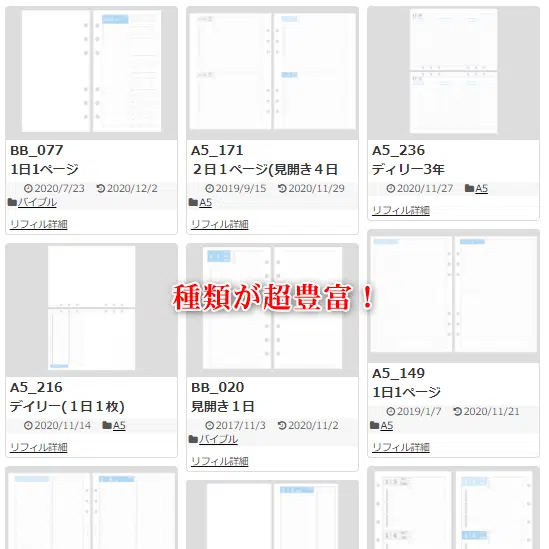 BB_077
1日1ページ
2020/7/23 2020/12/2
バイブル
リフィル詳細
A5_171
２日１ページ(見開き４日
2019/9/15 2020/11/29
A5
リフィル詳細
A5_236
ディリー3年
2020/11/27 A5
リフィル詳細
種類が超豊富！
A5_216
デイリー(１日１枚)
2020/11/14 A5
リフィル詳細
BB_020
見開き１日
2017/11/3 2020/11/2
バイブル
リフィル詳細
A5_149
1日1ページ
2019/1/7 2020/11/21
A5
リフィル詳細